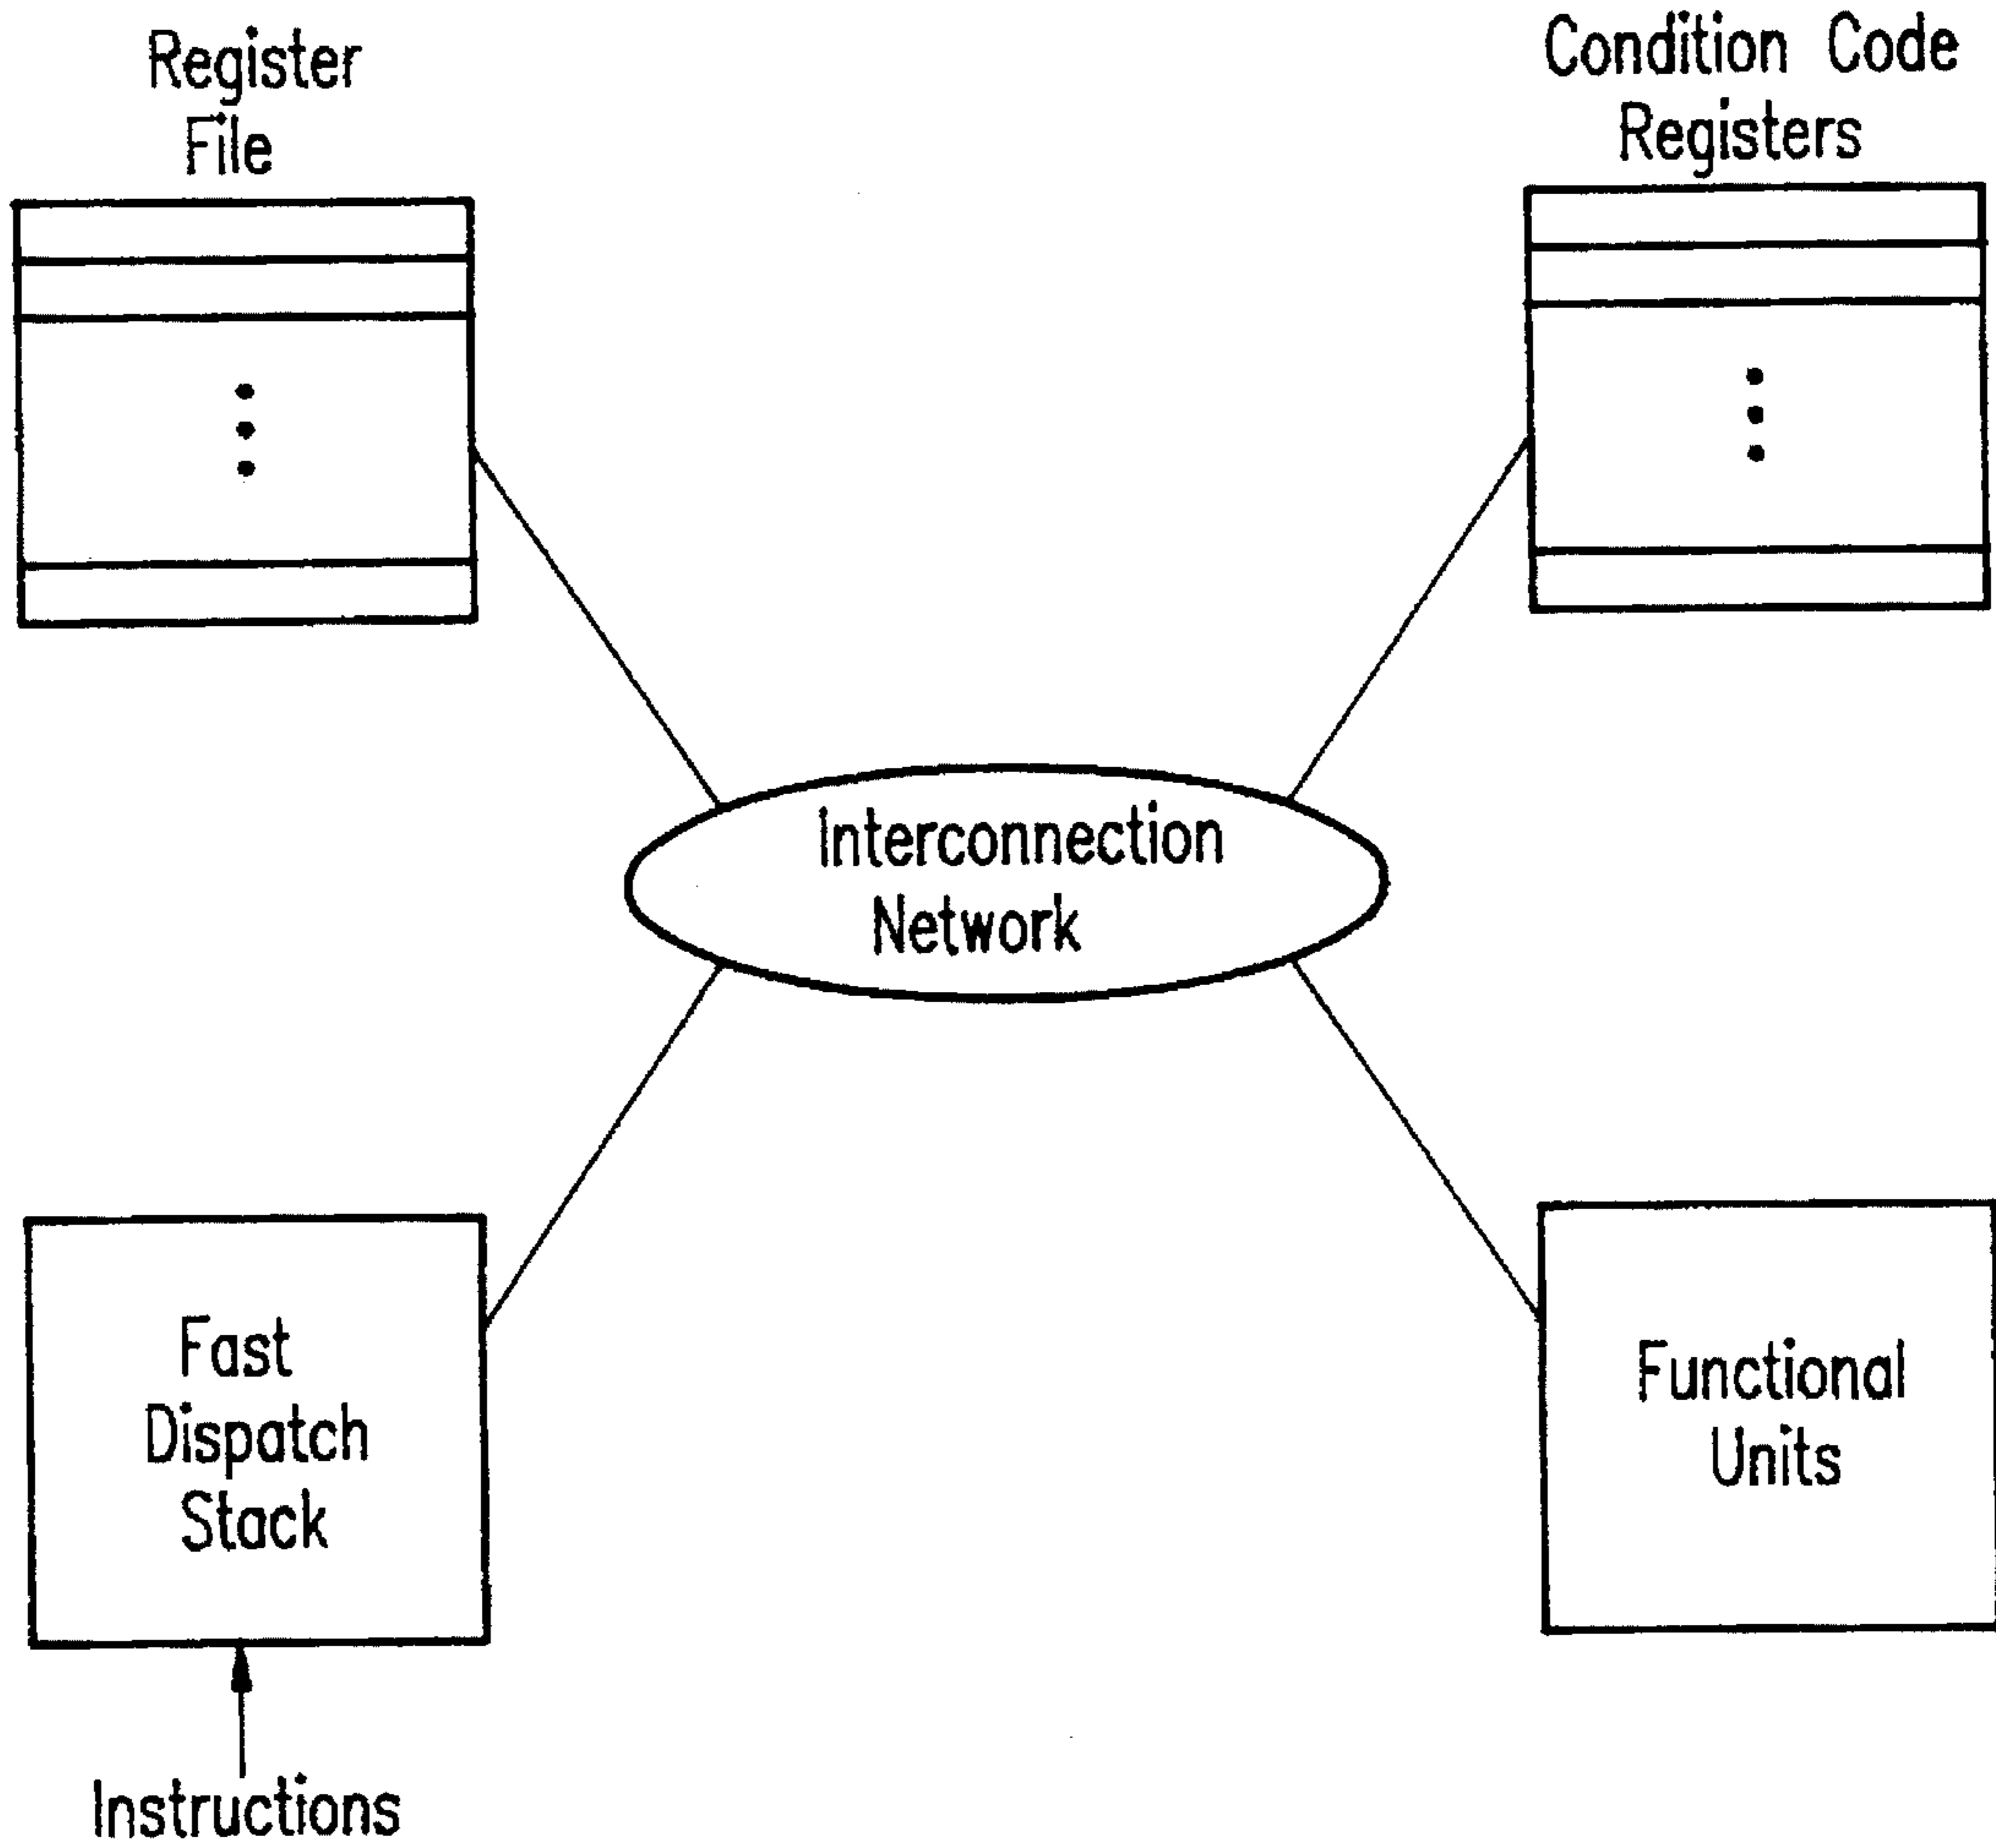 Register
File
Condition Code
Registers
Interconnection
Network
Fast
Dispatch
Stack
Functional
Units
Instructions